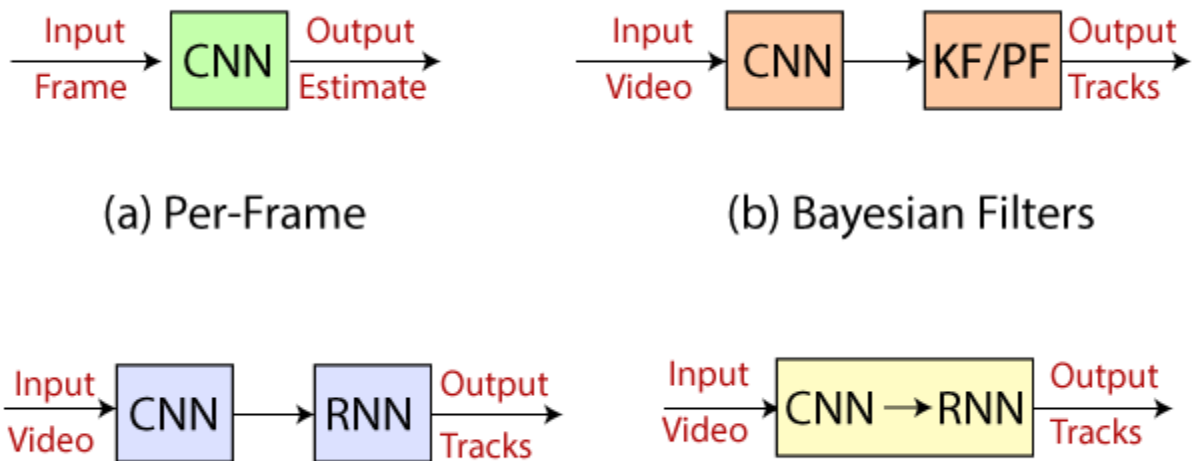 Input
Frame
CNN
Output
Estimate
Input
Video
CNN
KF/PF
Output
Tracks
(a) Per-Frame
(b) Bayesian Filters
Input
Video
CNN
RNN
Output
Tracks
Input
Video
CNN
RNN
Output
Tracks